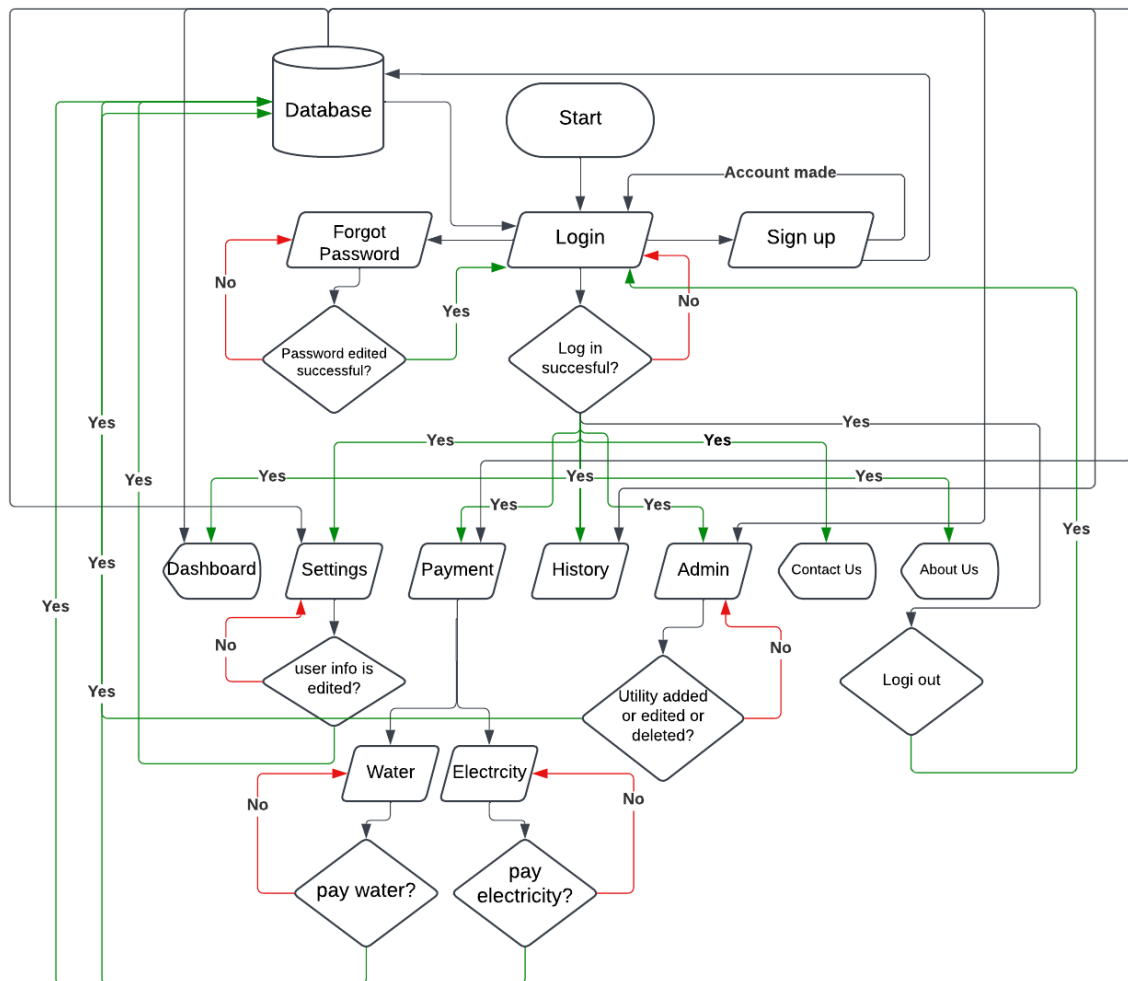 Database
Start
Account made
Forgot
Password
Login
Sign up
No
Yes
No
Password edited
successful?
Log in
succesful?
Yes
Yes
Yes
Yes
Yes
Yes
Yes
Yes
Yes
Yes
Yes
Dashboard
Settings
Payment
History
Admin
Contact Us
About Us
Yes
Yes
Yes
No
user info is
edited?
No
Utility added
or edited or
deleted?
Logi out
Yes
Water
Electrcity
No
No
pay water?
pay
electricity?